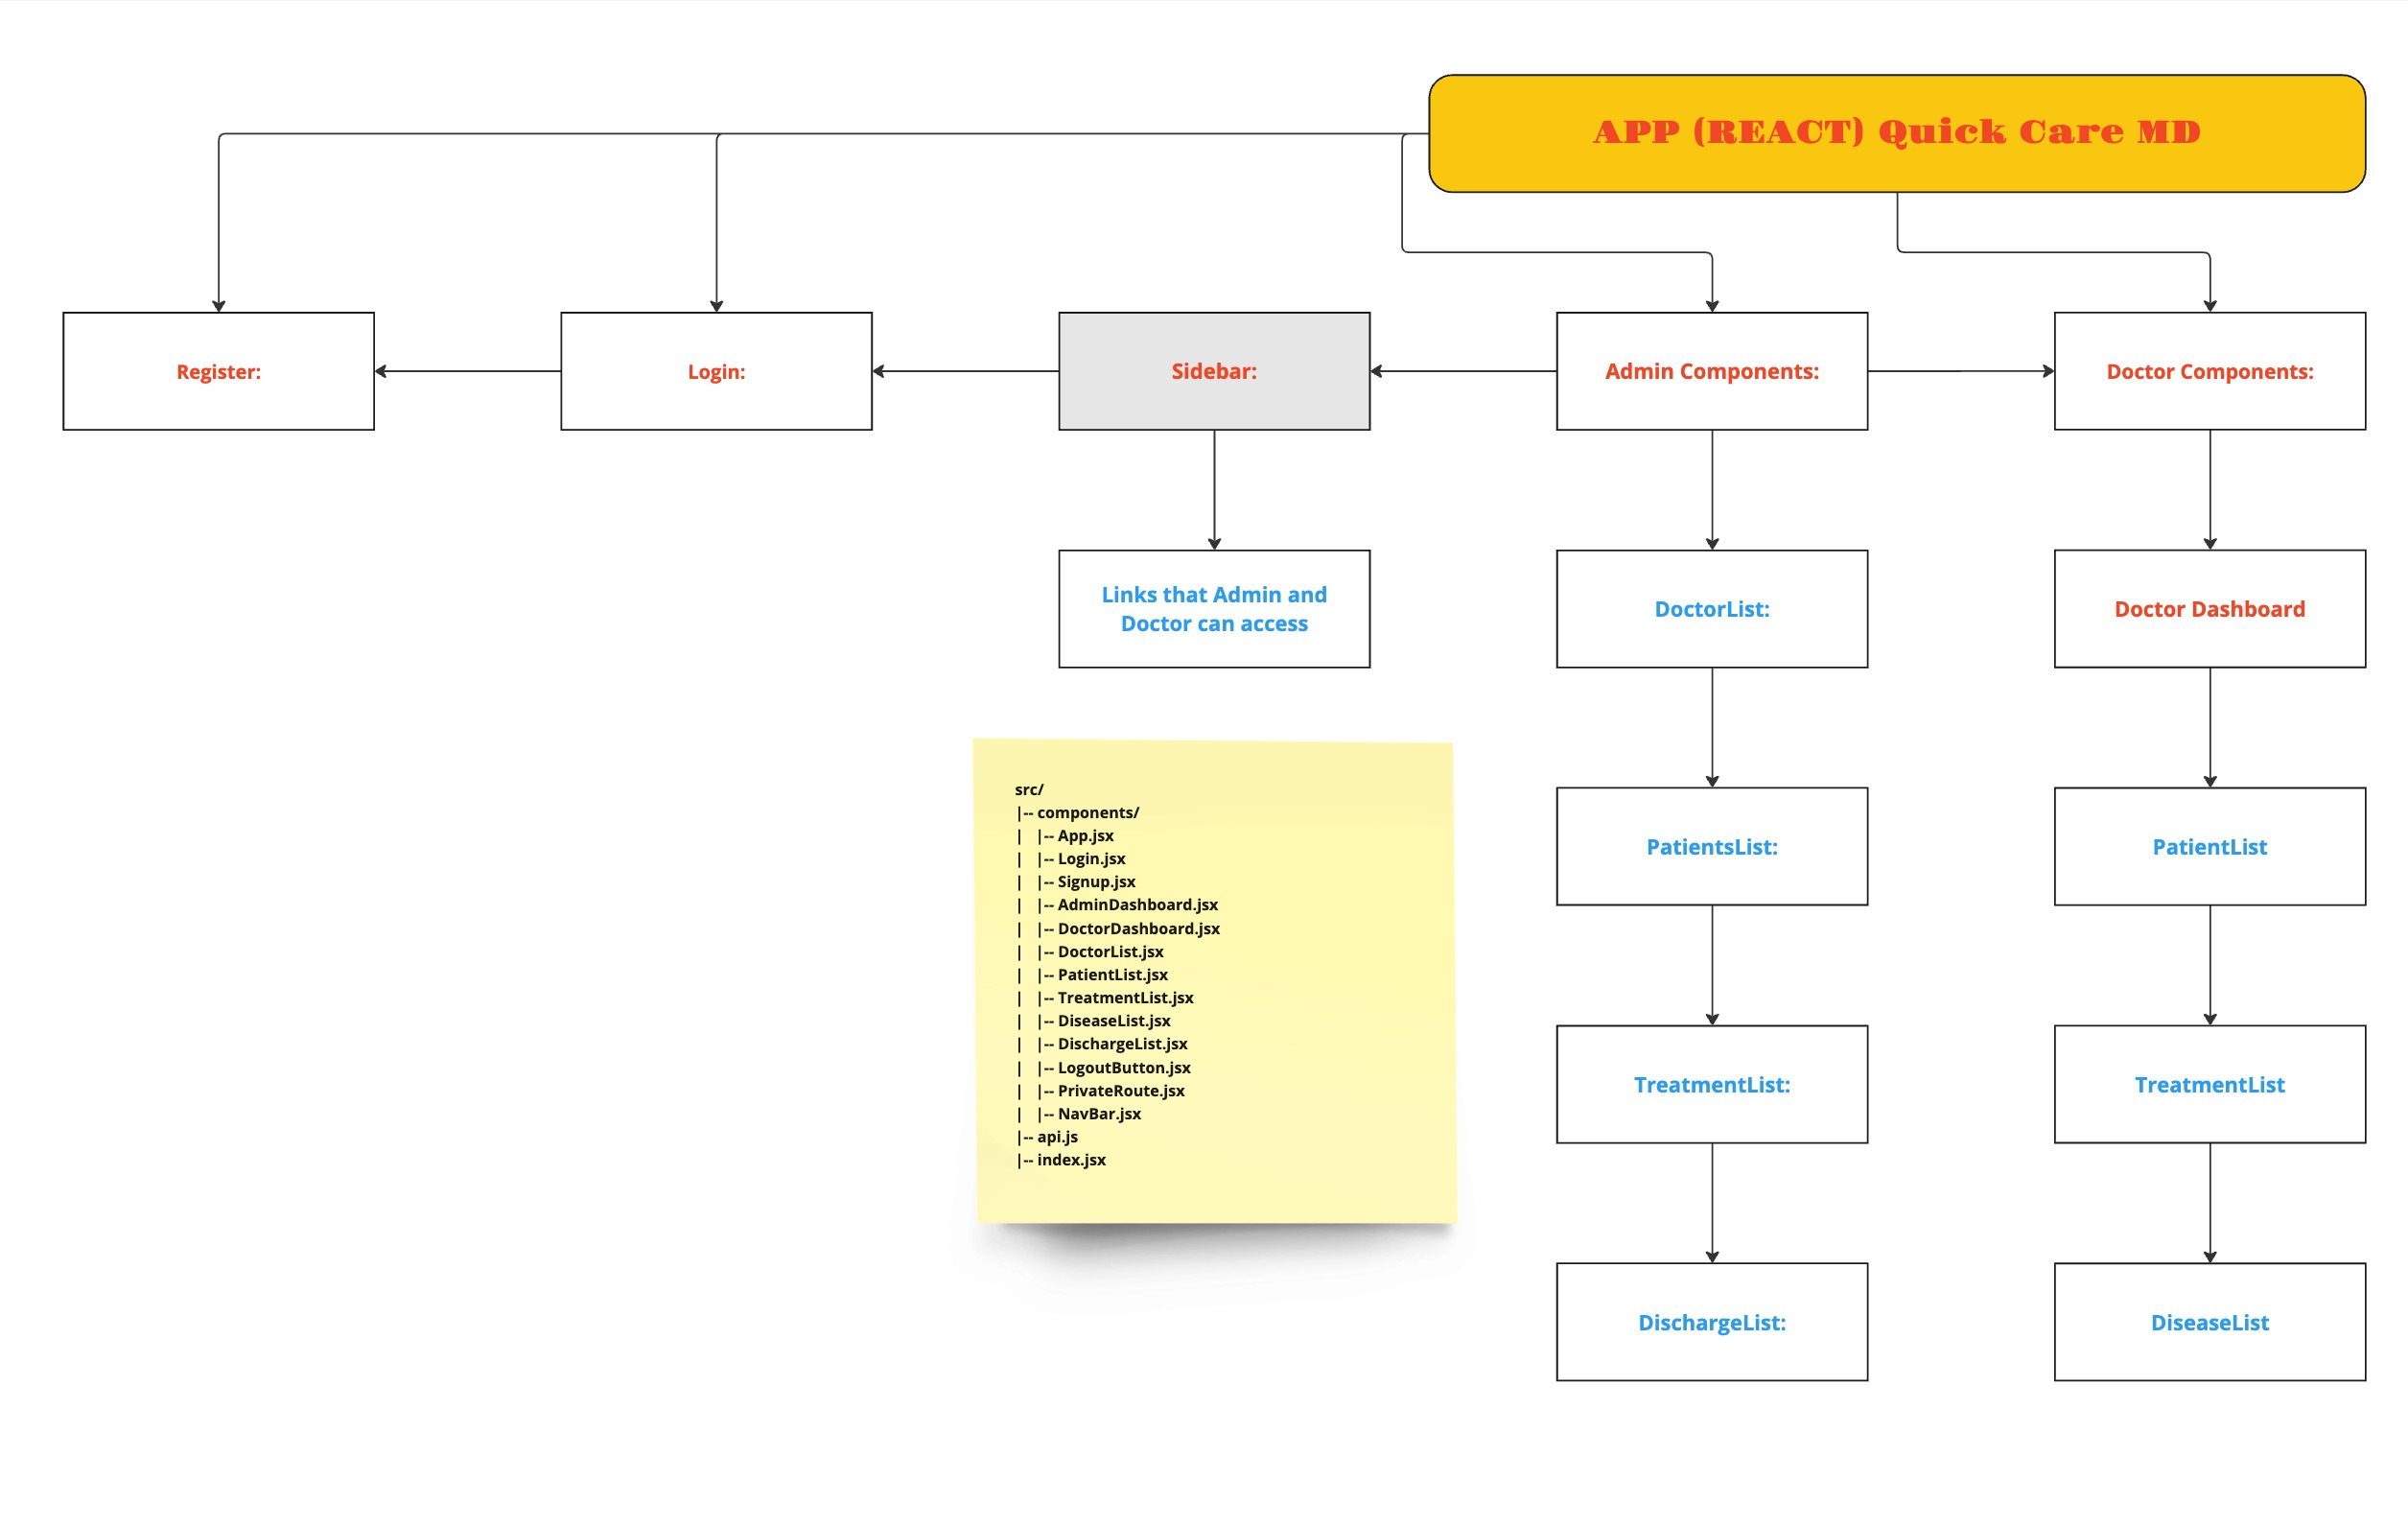 APP (REACT) Quick Care MD
Register:
Login:
Sidebar:
Admin Components:
Doctor Components:
Links that Admin and
Doctor can access
DoctorList:
Doctor Dashboard
PatientsList:
PatientList
TreatmentList:
TreatmentList
DischargeList:
DiseaseList
src/
|-- components/
|   |-- App.jsx
|   |-- Login.jsx
|   |-- Signup.jsx
|   |-- AdminDashboard.jsx
|   |-- DoctorDashboard.jsx
|   |-- DoctorList.jsx
|   |-- PatientList.jsx
|   |-- TreatmentList.jsx
|   |-- DiseaseList.jsx
|   |-- DischargeList.jsx
|   |-- LogoutButton.jsx
|   |-- PrivateRoute.jsx
|   |-- NavBar.jsx
|-- api.js
|-- index.jsx